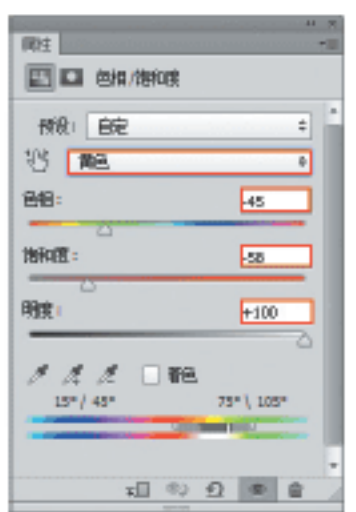 属性
色相/饱和度
预设： 自定
黄色
色相： -45
饱和度： -58
明度： +100
着色
15°/ 45° 75° \ 105°